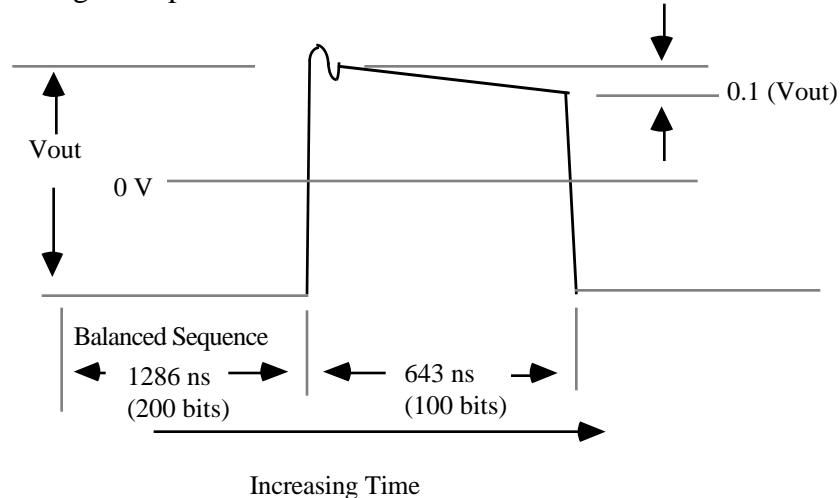 0.1 (Vout)
Vout
0 V
Balanced Sequence
1286 ns
(200 bits)
643 ns
(100 bits)
Increasing Time